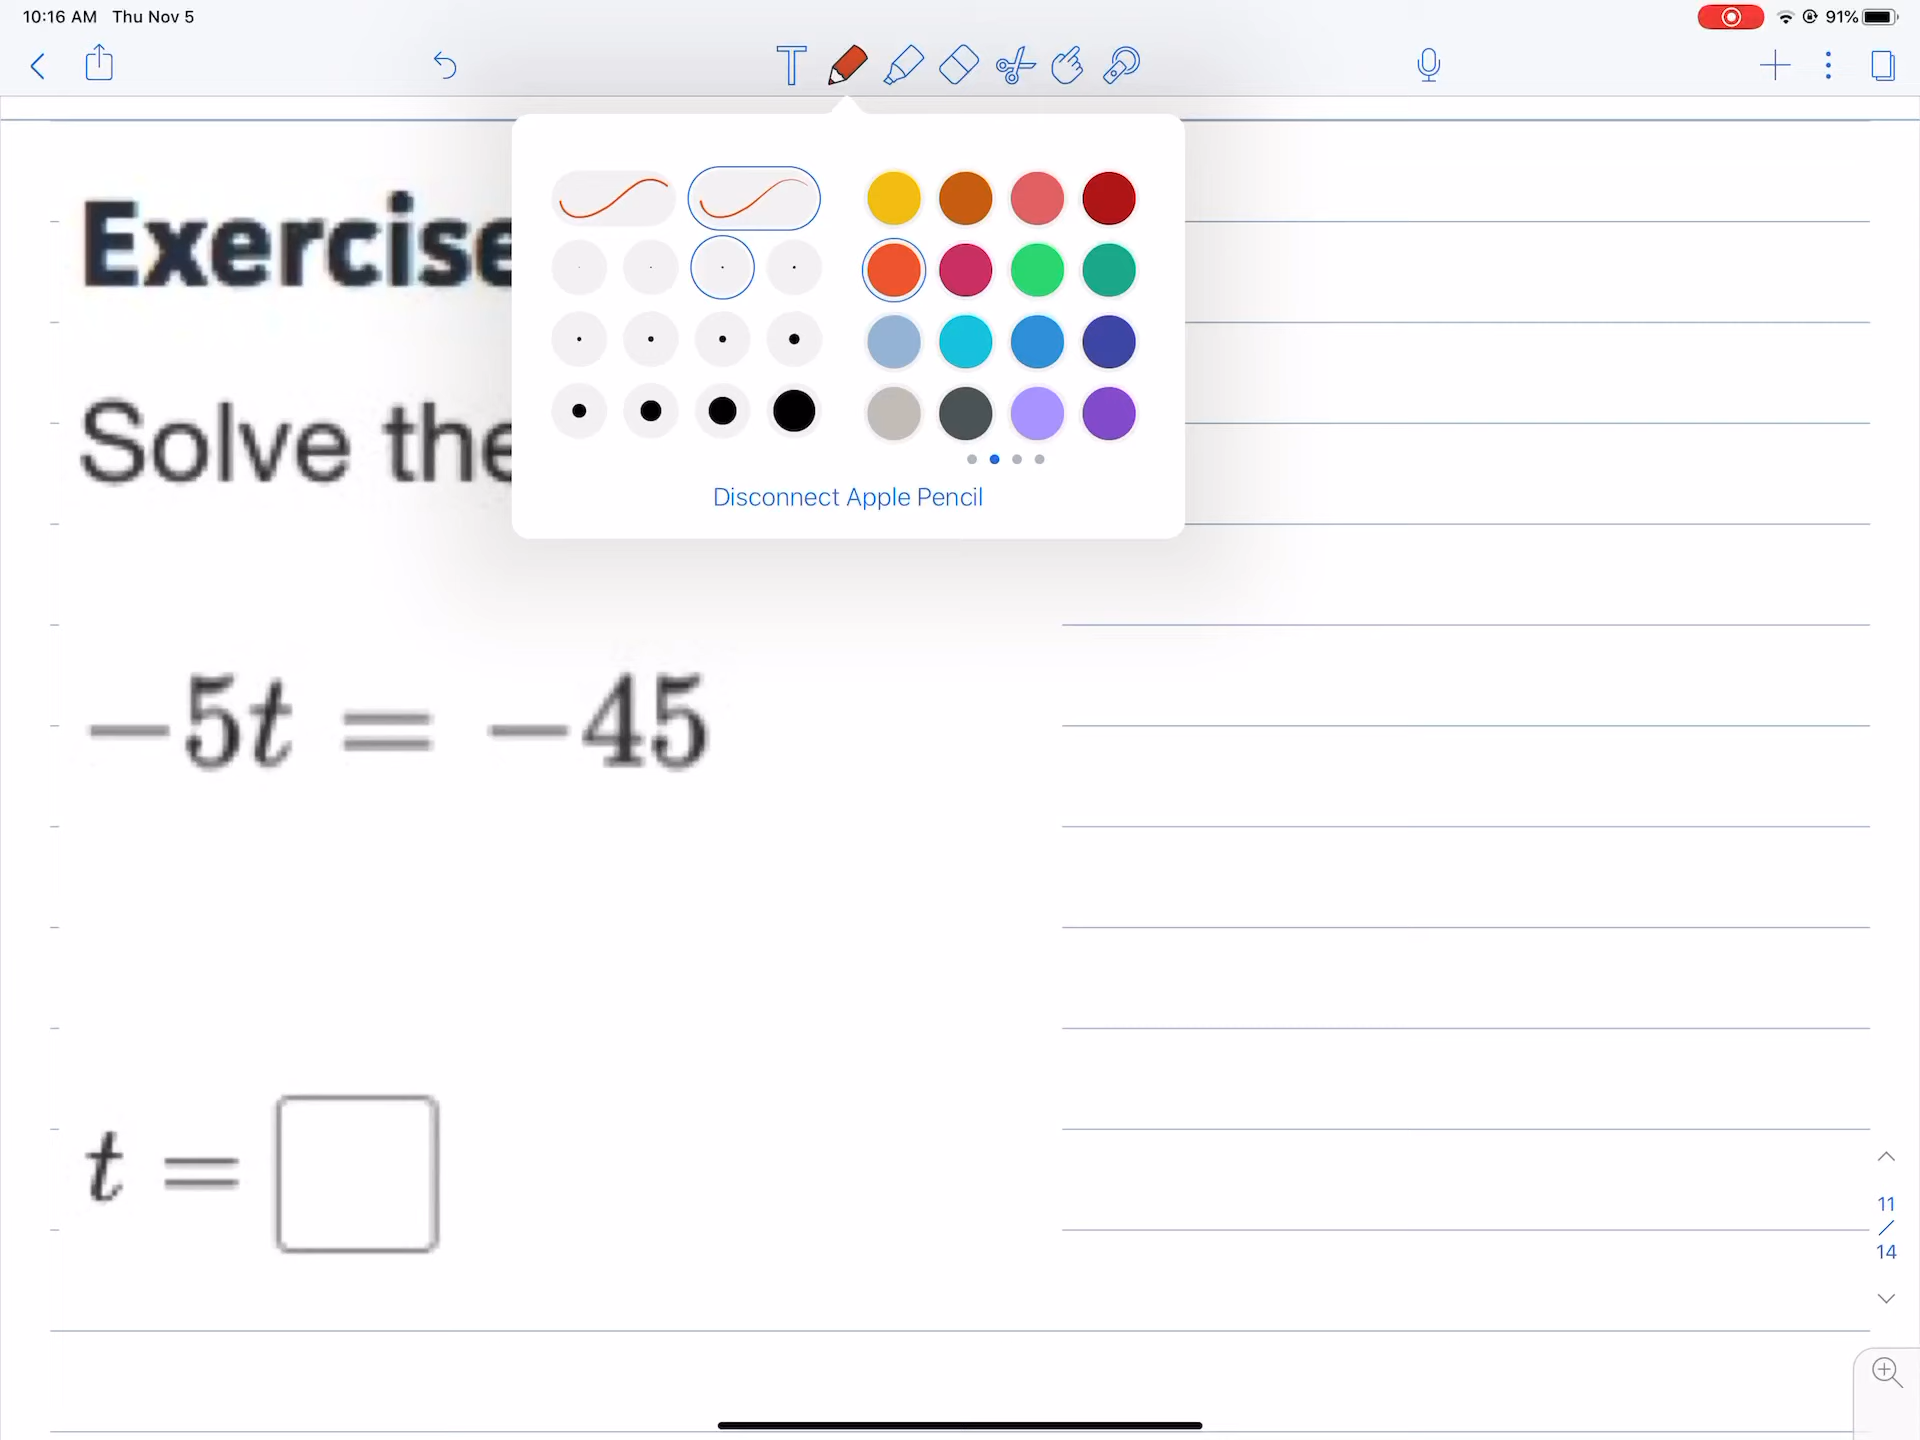 10:16 AM Thu Nov 5
91%
T
Exercise
Solve the
Disconnect Apple Pencil
−5t = −45
t =
11
/
14